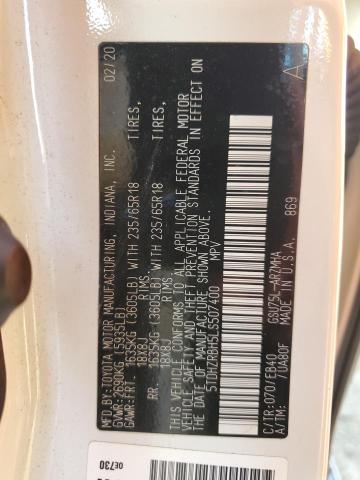 MFD. BY: TOYOTA MOTOR MANUFACTURING, INDIANA, INC. 02/20
GVWR: 2690KG (5935LB)
GAWR: FRT. 1635KG (3605LB) WITH 235/65R18 TIRES,
18X8J RIMS
RR. 1635KG (3605LB) WITH 235/65R18 TIRES,
18X8J RIMS
THIS VEHICLE CONFORMS TO ALL APPLICABLE FEDERAL MOTOR
VEHICLE SAFETY AND THEFT PREVENTION STANDARDS IN EFFECT ON
THE DATE OF MANUFACTURE SHOWN ABOVE.
5TDHZRBH5LS507400 MPV
A
C/TR: 070/EB40 GSU75L-ARZMHA
A/TM: /UA80F MADE IN U.S.A. 869
0E730